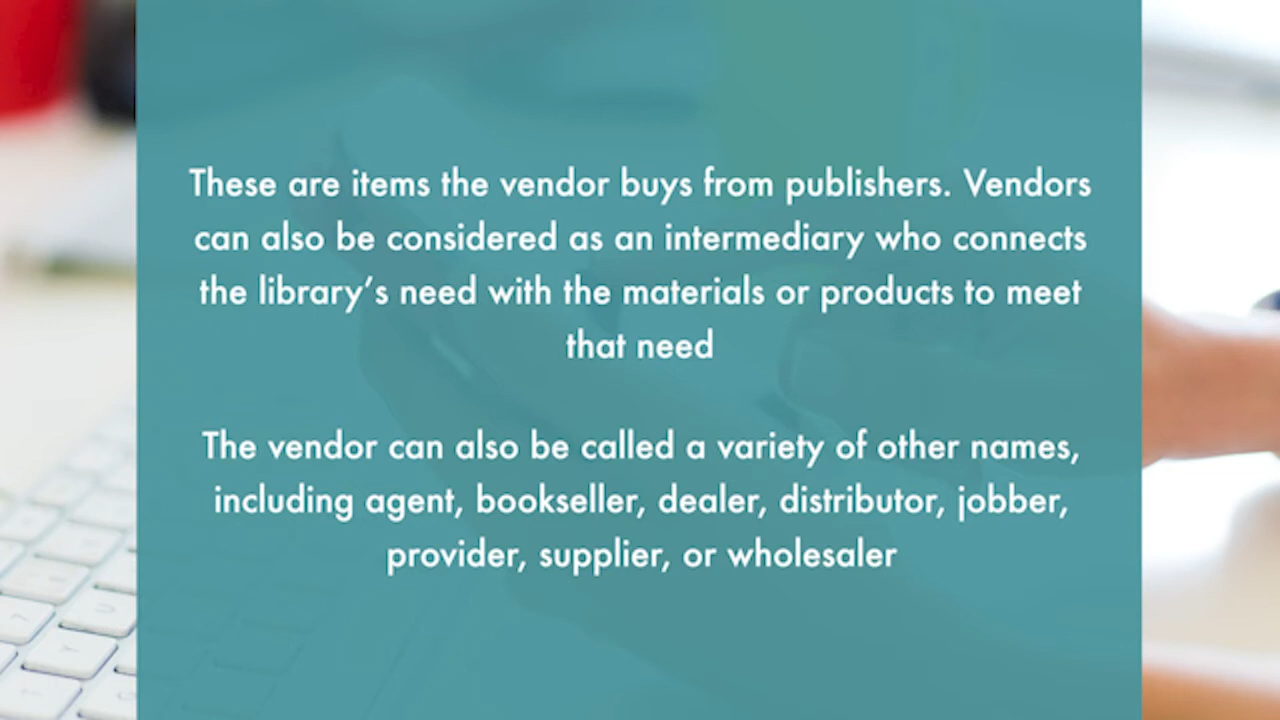 These are items the vendor buys from publishers. Vendors
can also be considered as an intermediary who connects
the library’s need with the materials or products to meet
that need
The vendor can also be called a variety of other names,
including agent, bookseller, dealer, distributor, jobber,
provider, supplier, or wholesaler